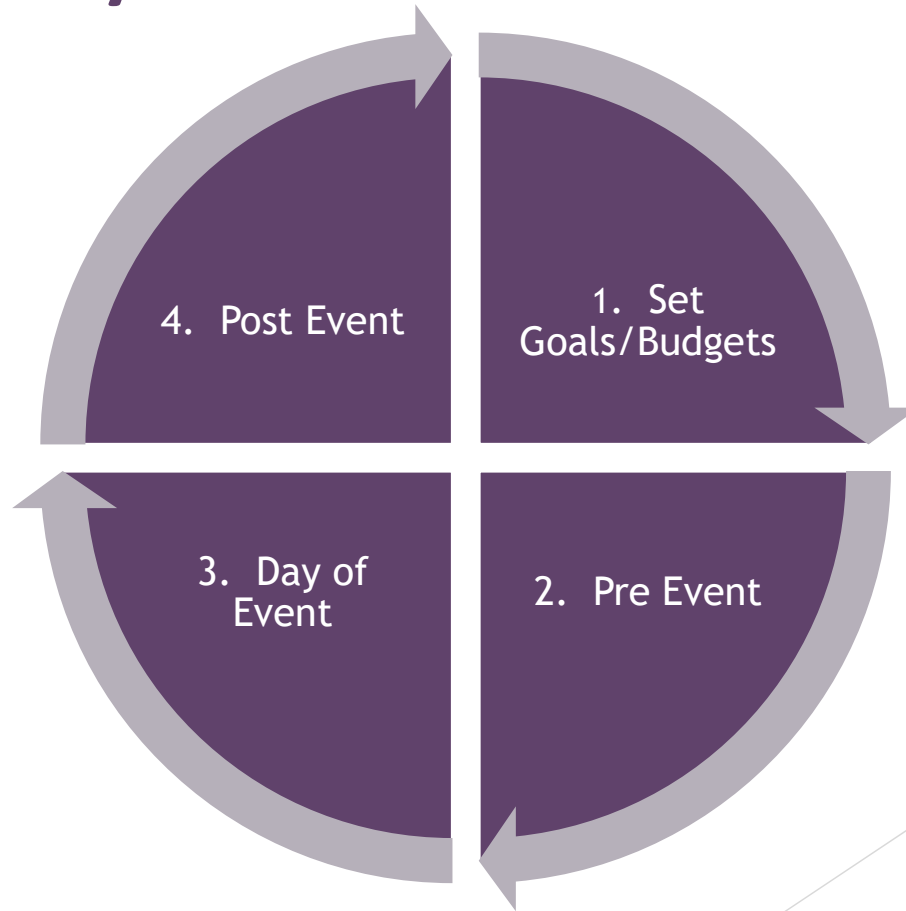 1. Set
Goals/Budgets
2. Pre Event
3. Day of
Event
4. Post Event